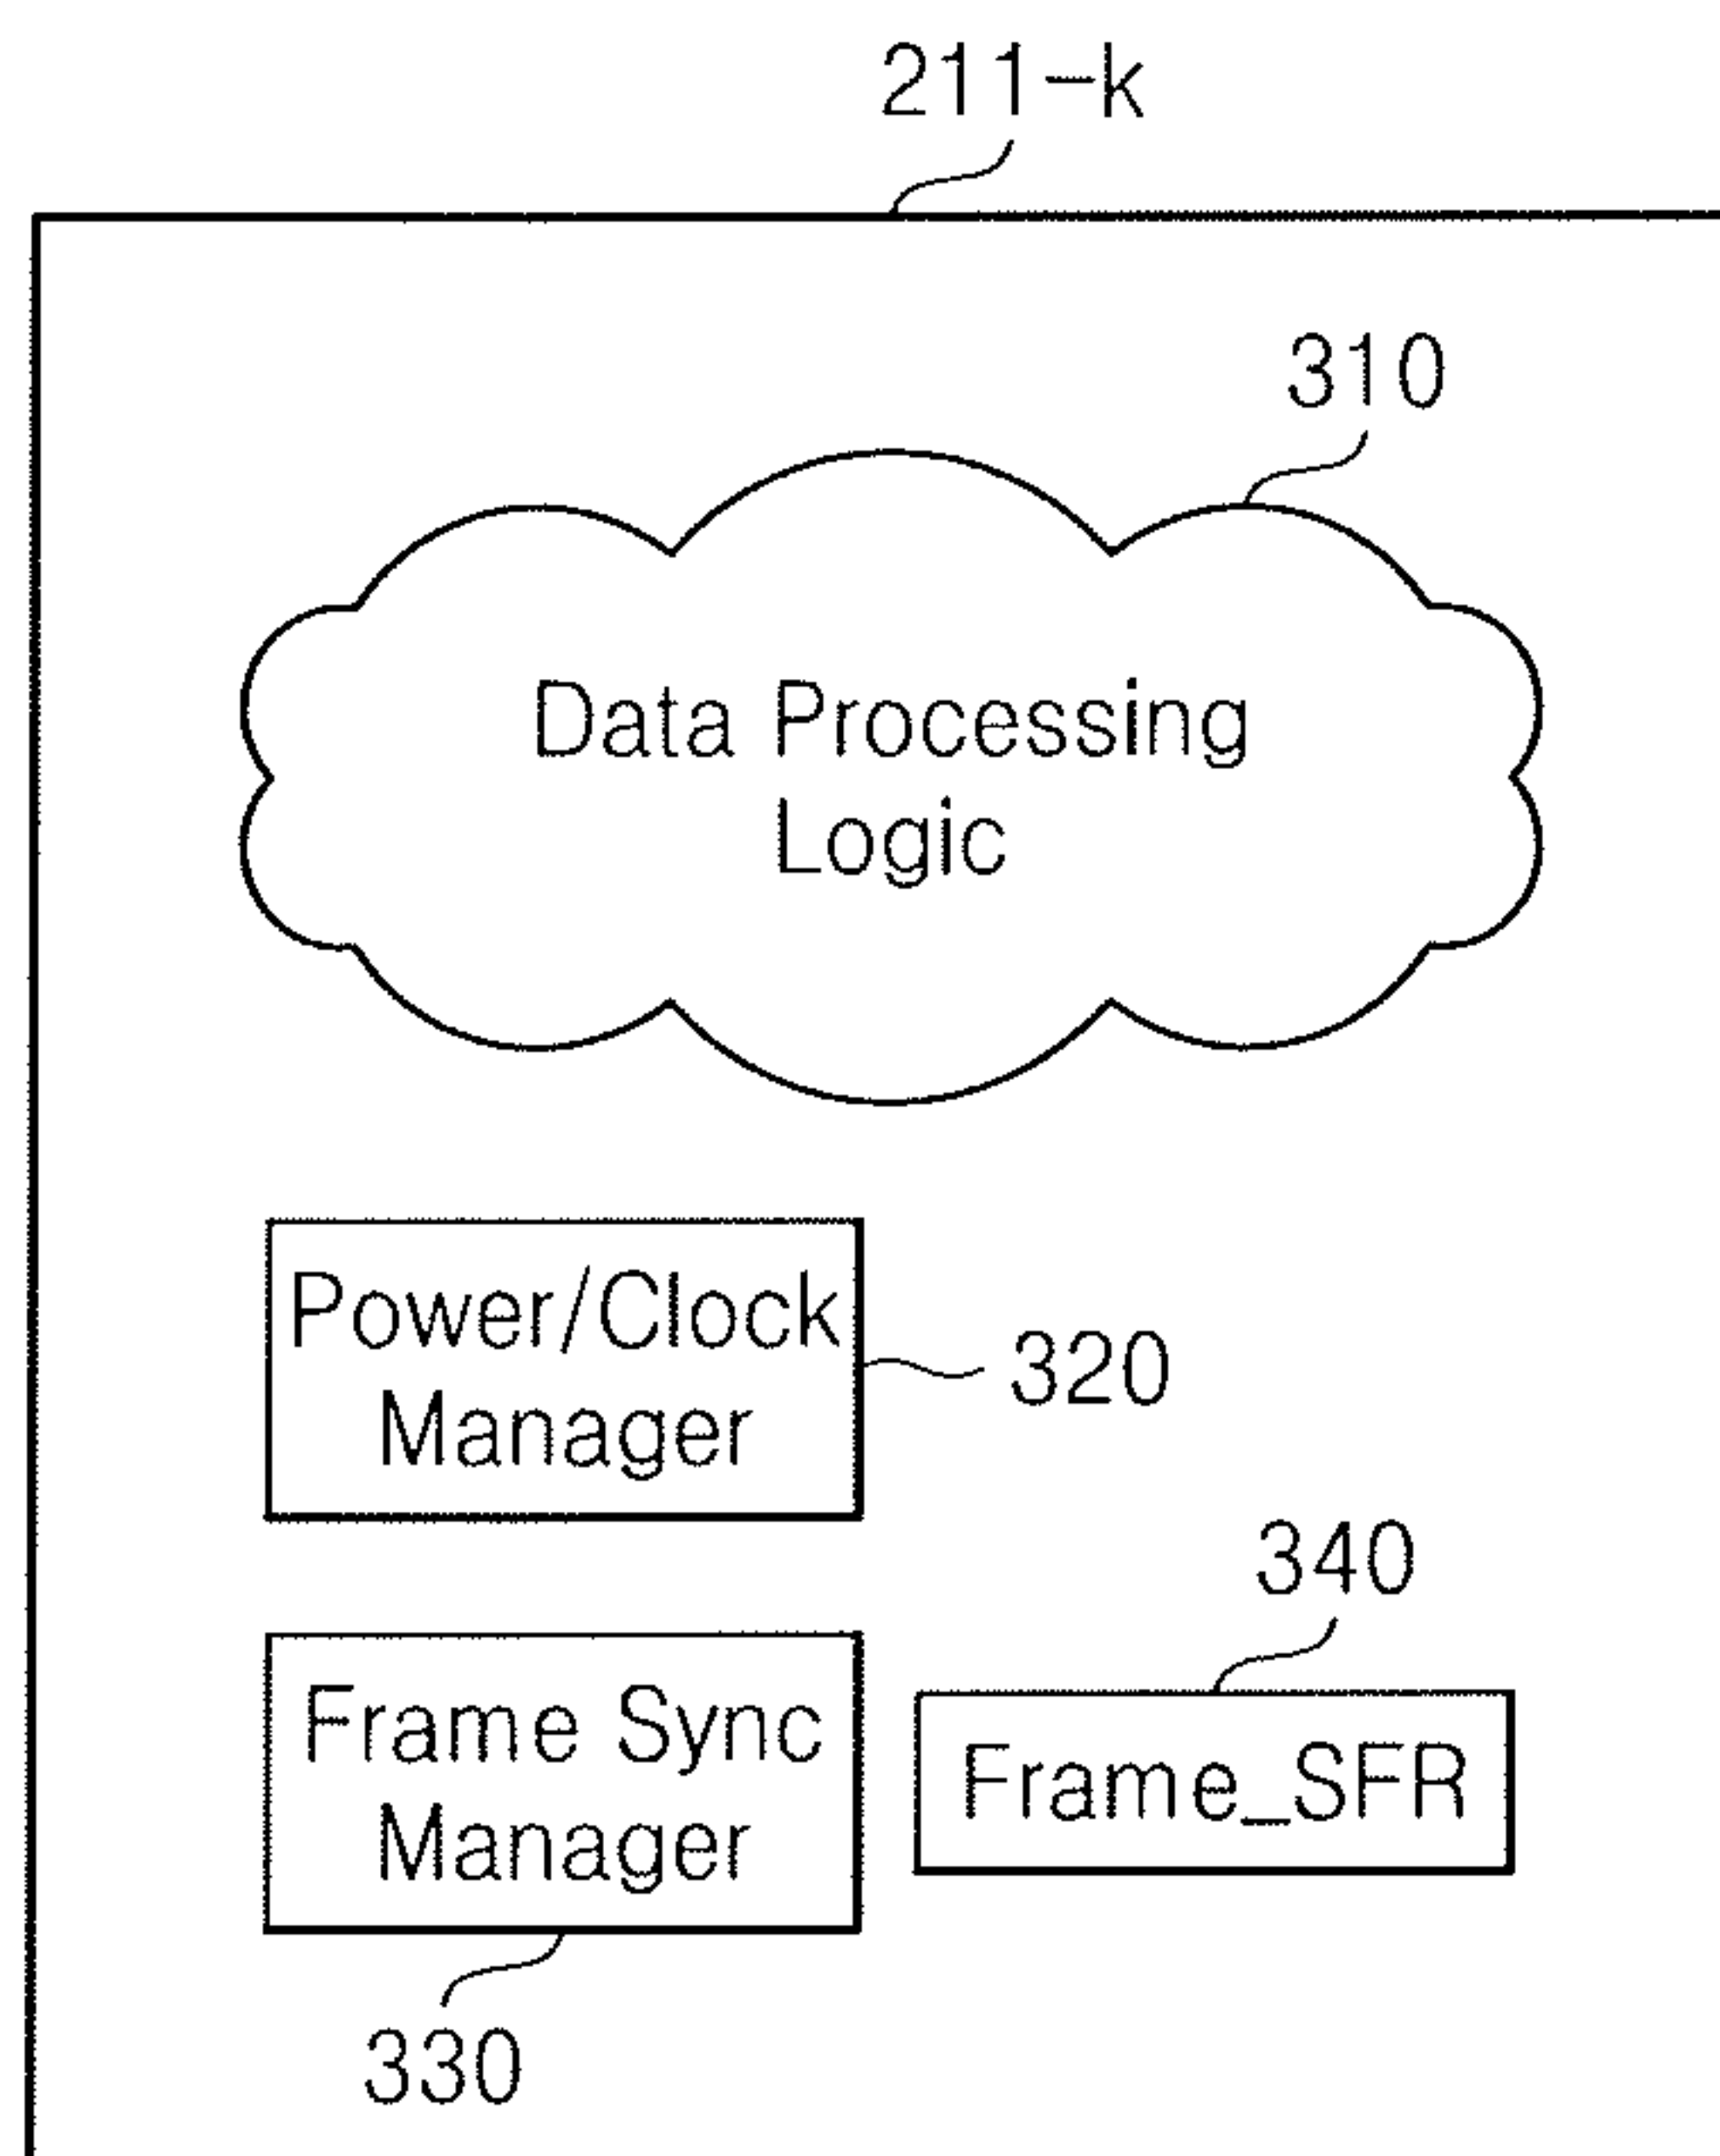 211-k
310
Data Processing
Logic
Power/Clock
Manager
320
340
Frame Sync
Manager
Frame_SFR
330